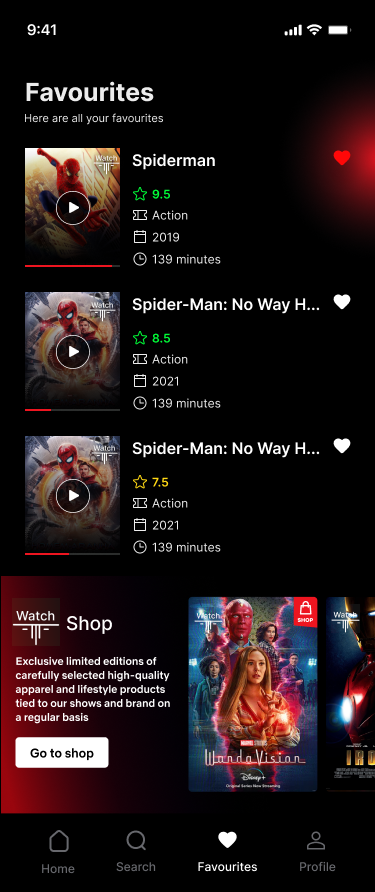 9:41
Favourites
Here are all your favourites
Watch
Spiderman
9.5
Action
2019
139 minutes
Watch
Spider-Man: No Way H...
8.5
Action
2021
139 minutes
Watch
Spider-Man: No Way H...
7.5
Action
2021
139 minutes
Watch
Shop
Exclusive limited editions of
carefully selected high-quality
apparel and lifestyle products
tied to our shows and brand on
a regular basis
Go to shop
Watch
SHOP
MARVEL STUDIOS
WandaVision
Disney+
Original Series Now Streaming
Watch
IRO
Home
Search
Favourites
Profile